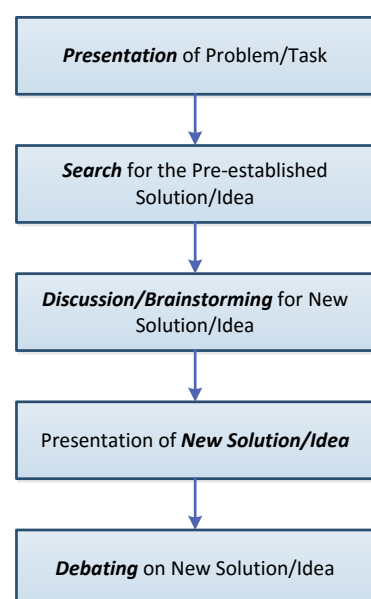 Presentation of Problem/Task
Search for the Pre-established
Solution/Idea
Discussion/Brainstorming for New
Solution/Idea
Presentation of New Solution/Idea
Debating on New Solution/Idea